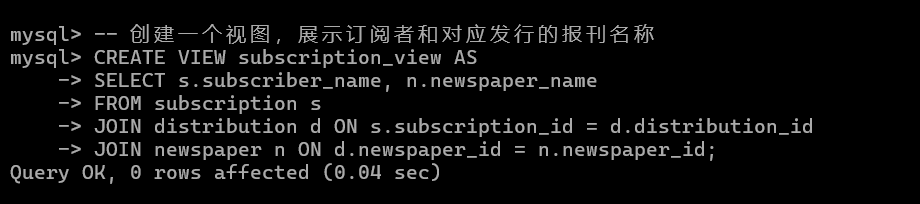 mysql> -- 创建一个视图，展示订阅者和对应发行的报刊名称
mysql> CREATE VIEW subscription_view AS
    -> SELECT s.subscriber_name, n.newspaper_name
    -> FROM subscription s
    -> JOIN distribution d ON s.subscription_id = d.distribution_id
    -> JOIN newspaper n ON d.newspaper_id = n.newspaper_id;
Query OK, 0 rows affected (0.04 sec)